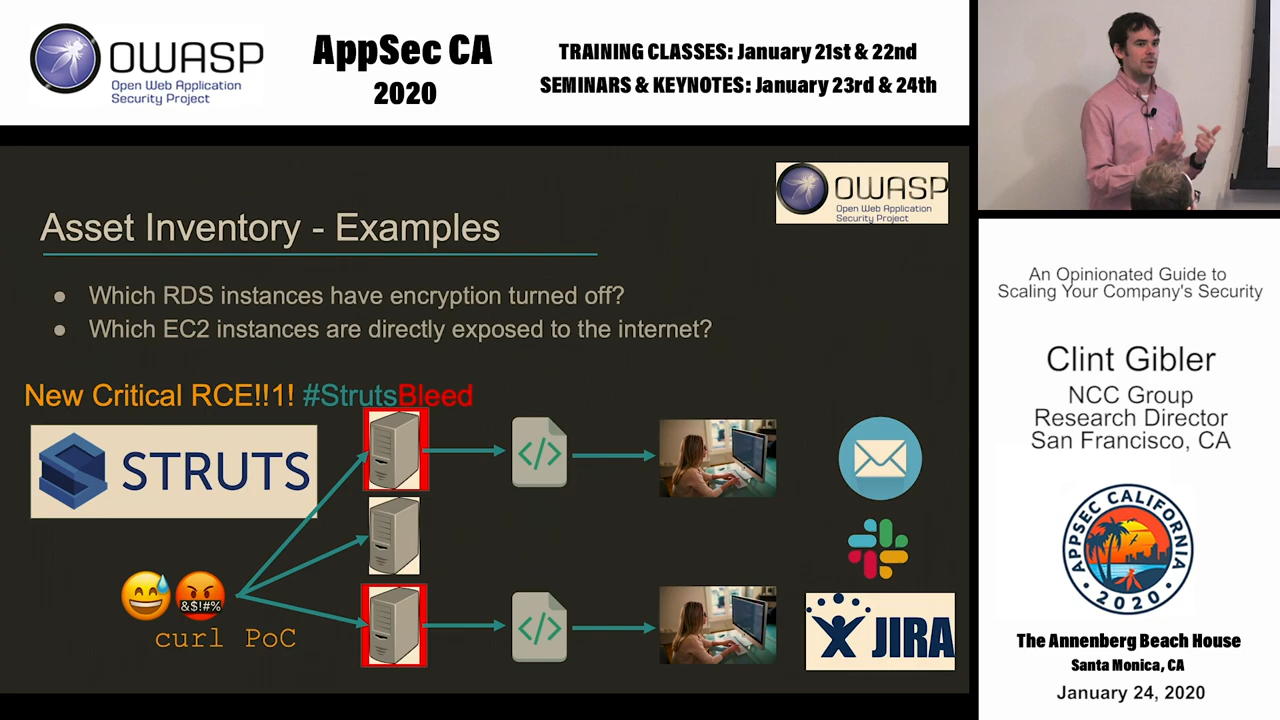 OWASP
Open Web Application
Security Project
AppSec CA
2020
TRAINING CLASSES: January 21st & 22nd
SEMINARS & KEYNOTES: January 23rd & 24th
OWASP
Open Web Application
Security Project
Asset Inventory - Examples
● Which RDS instances have encryption turned off?
● Which EC2 instances are directly exposed to the internet?
New Critical RCE!!1! #StrutsBleed
STRUTS
</>
</>
&$!#%
curl PoC
JIRA
An Opinionated Guide to
Scaling Your Company's Security
Clint Gibler
NCC Group
Research Director
San Francisco, CA
APPSEC CALIFORNIA
2020
The Annenberg Beach House
Santa Monica, CA
January 24, 2020